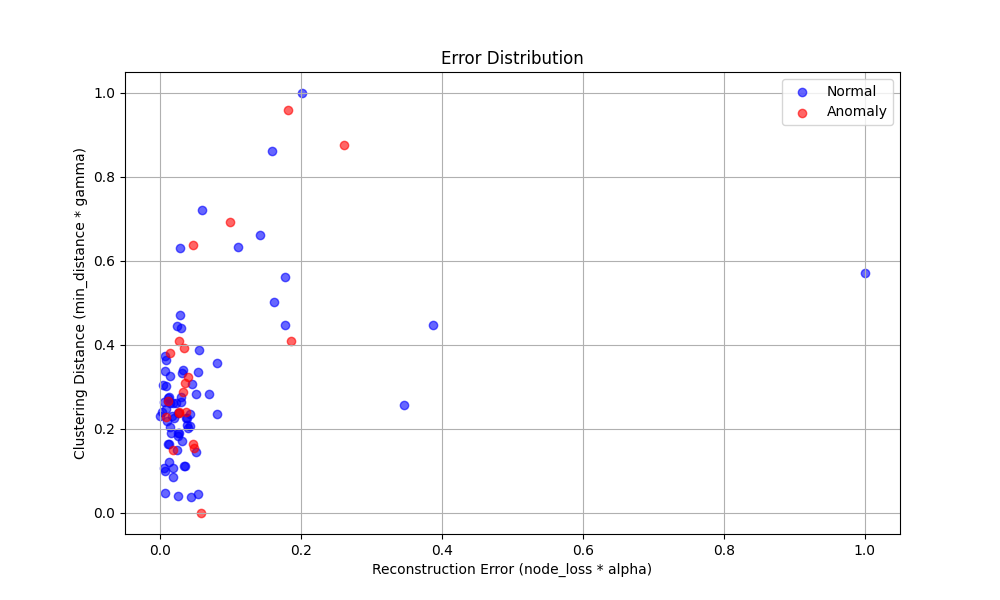 Error Distribution
Normal
Anomaly
1.0
0.8
0.6
0.4
0.2
0.0
Clustering Distance (min_distance * gamma)
0.0 0.2 0.4 0.6 0.8 1.0
Reconstruction Error (node_loss * alpha)